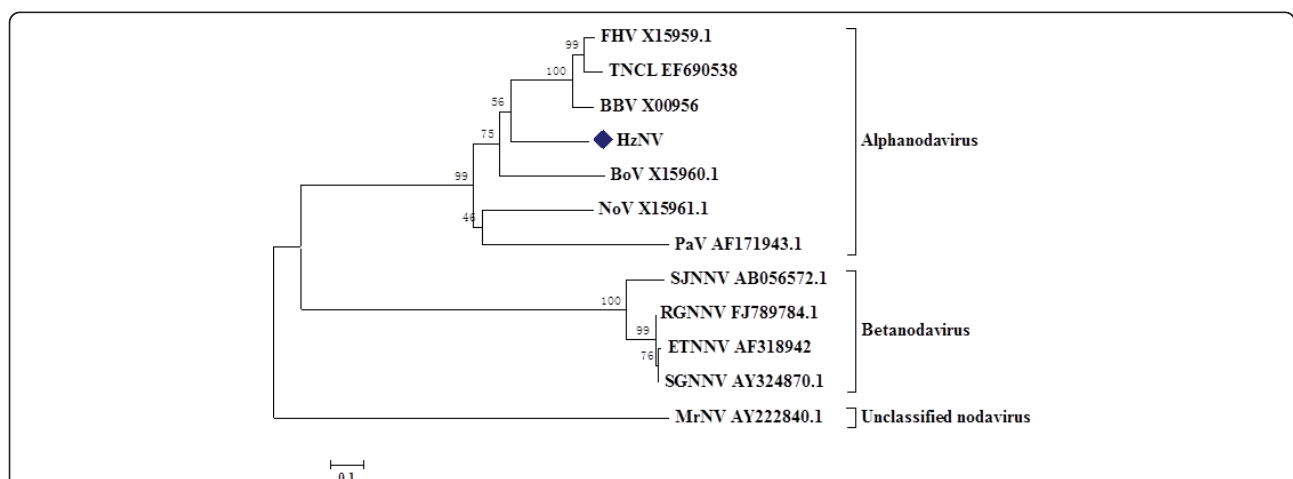 99
FHV X15959.1
TNCL EF690538
100
BBV X00956
56
HzNV
Alphanodavirus
75
BoV X15960.1
99
NoV X15961.1
46
PaV AF171943.1
SJNNV AB056572.1
100
RGNNV FJ789784.1
99
Betanodavirus
ETNNV AF318942
76
SGNNV AY324870.1
MrNV AY222840.1
Unclassified nodavirus
0.1